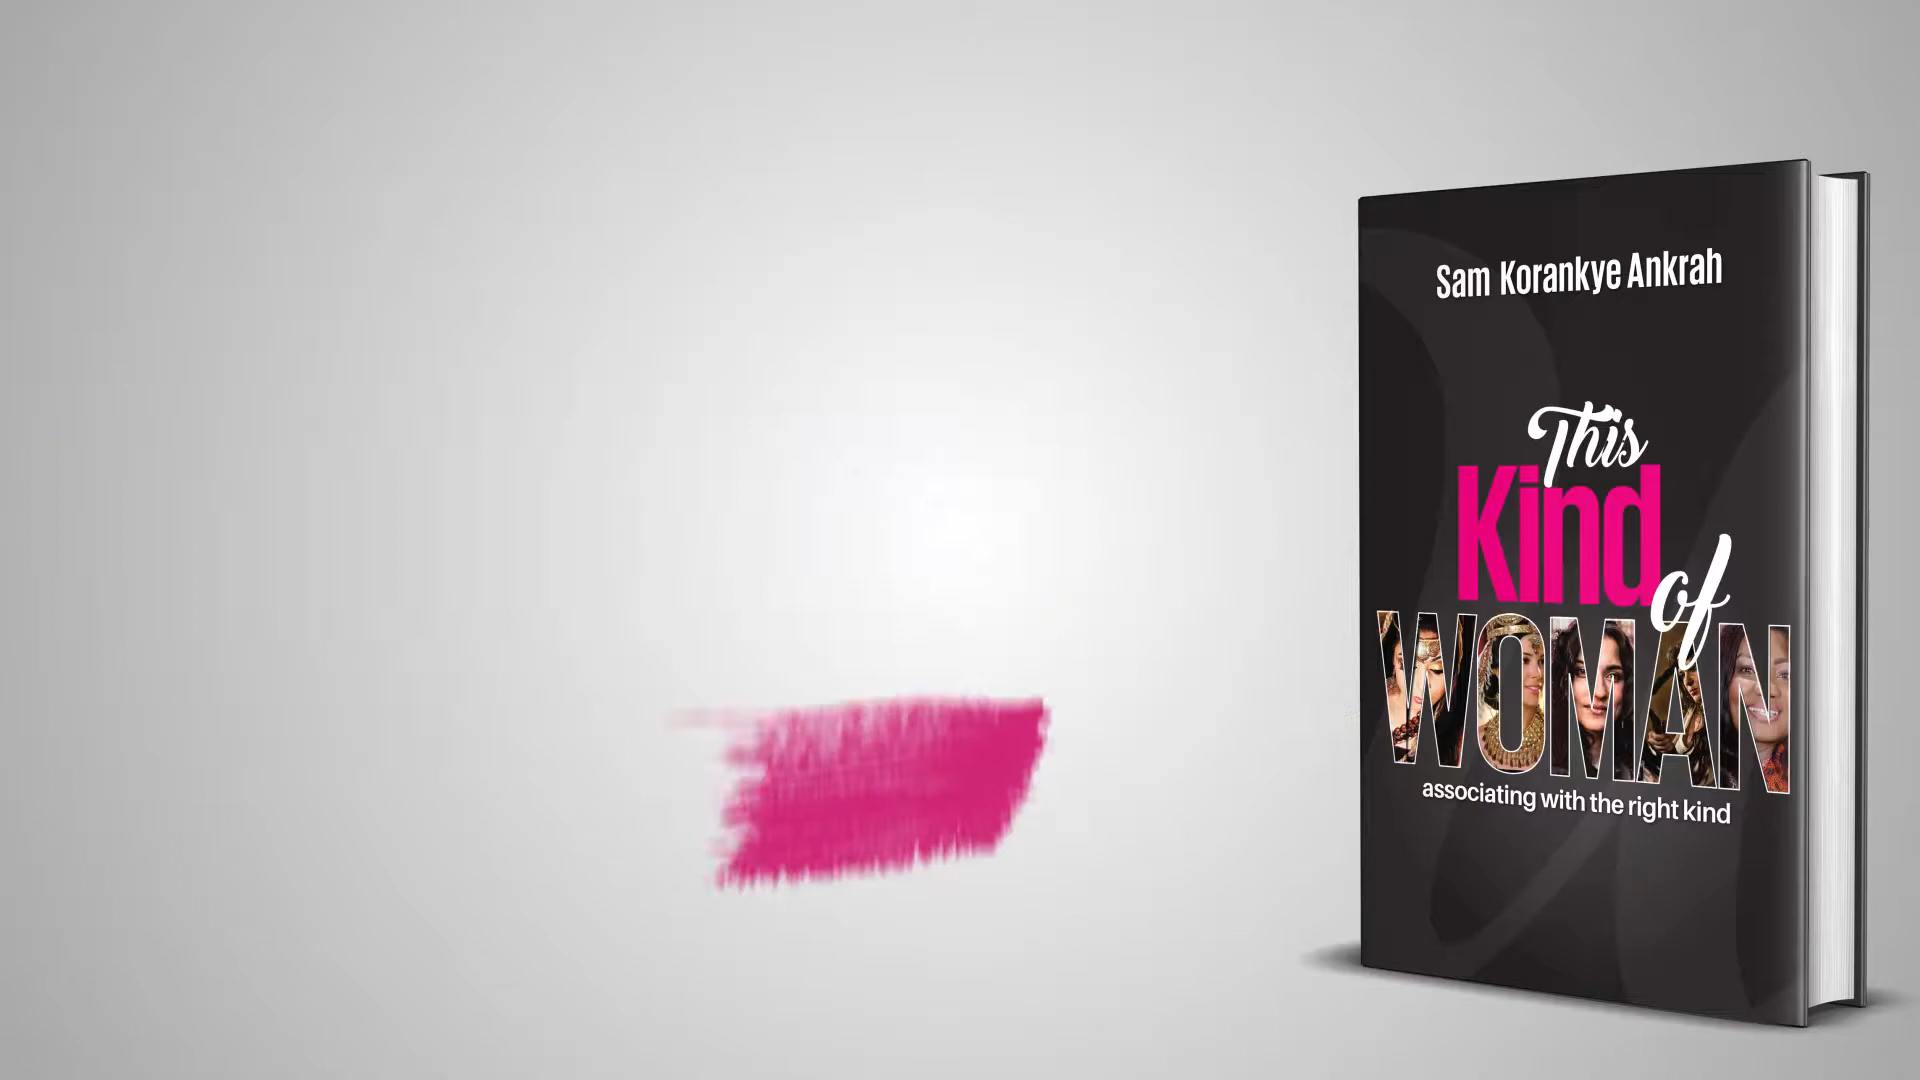 Sam Korankye Ankrah
This
Kind
of
WOMAN
associating with the right kind